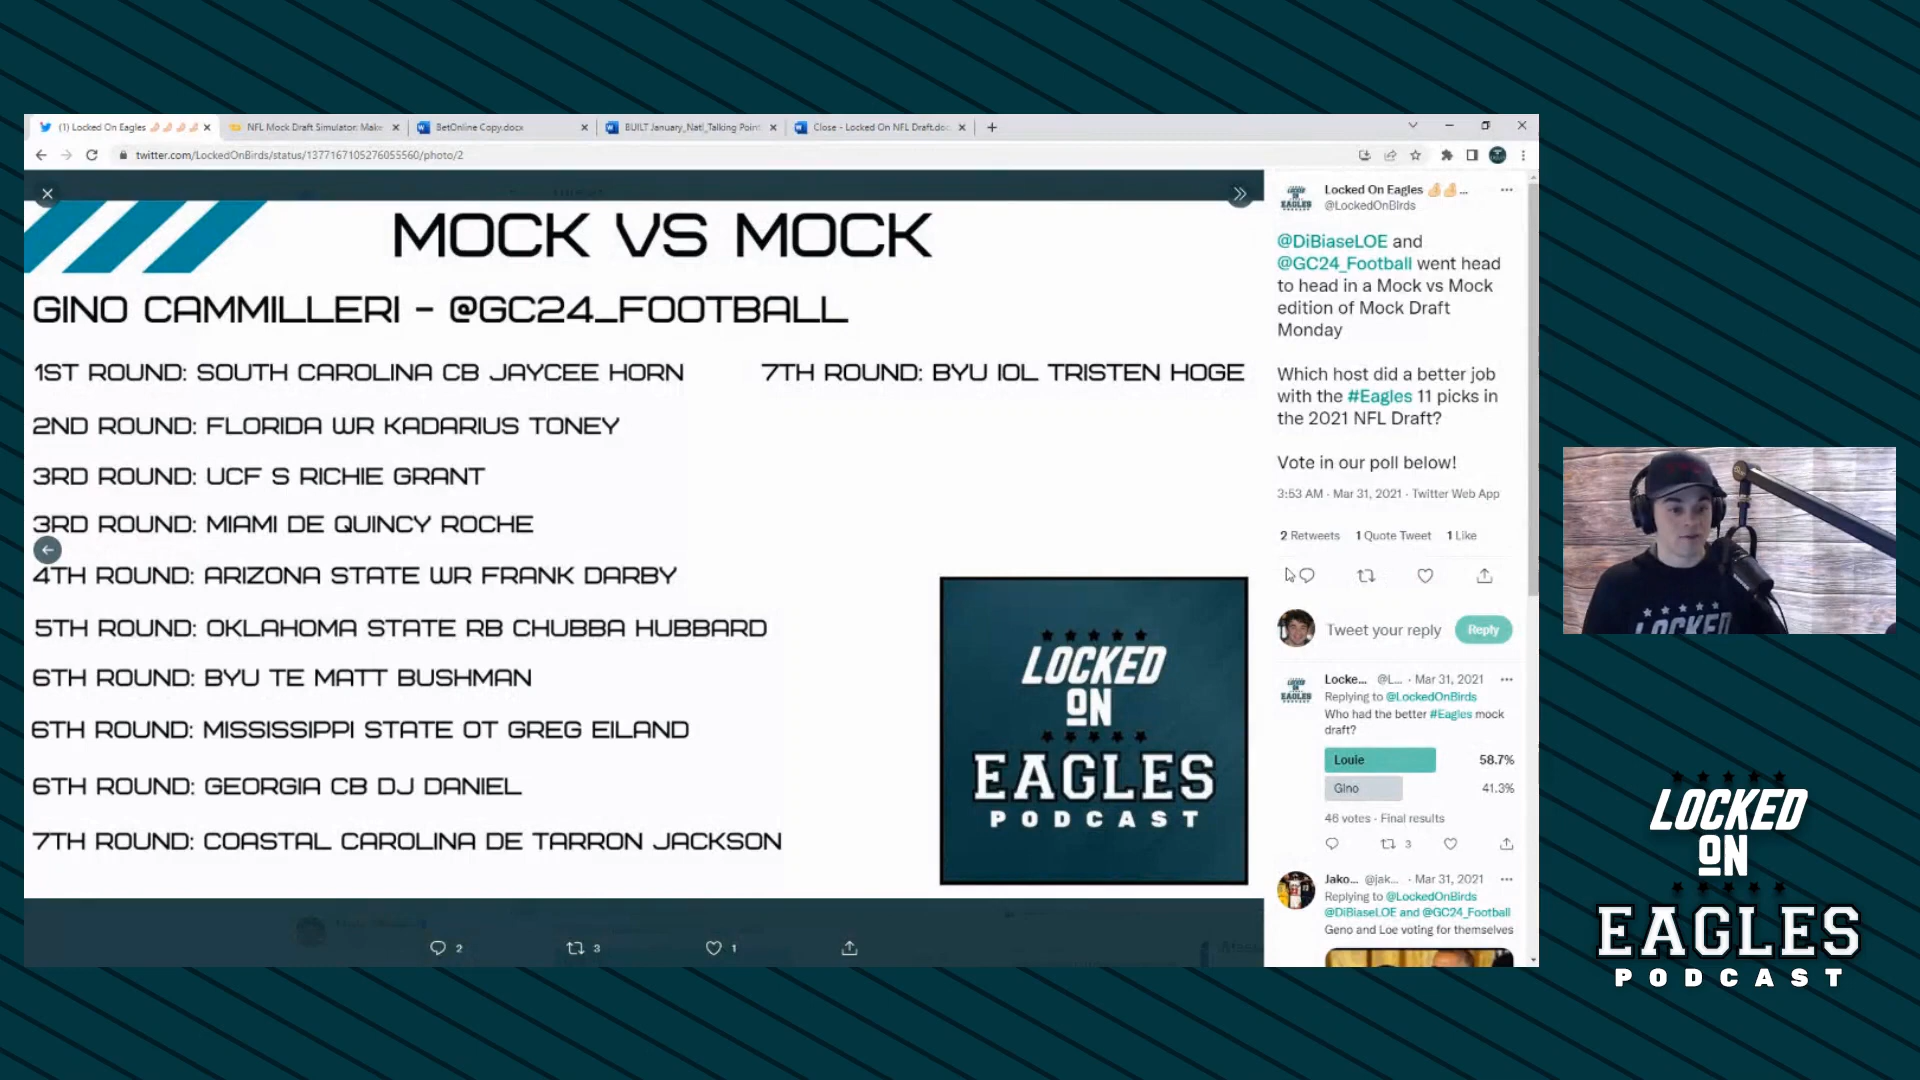 (1) Locked On Eagles
NFL Mock Draft Simulator: Make
BetOnline Copy.docx
BUILT January_Natl_Talking Point
Close - Locked On NFL Draft.doc
twitter.com/LockedOnBirds/status/1377167105276055560/photo/2
MOCK VS MOCK
GINO CAMMILLERI - @GC24_FOOTBALL
1ST ROUND: SOUTH CAROLINA CB JAYCEE HORN
2ND ROUND: FLORIDA WR KADARIUS TONEY
3RD ROUND: UCF S RICHIE GRANT
3RD ROUND: MIAMI DE QUINCY ROCHE
4TH ROUND: ARIZONA STATE WR FRANK DARBY
5TH ROUND: OKLAHOMA STATE RB CHUBBA HUBBARD
6TH ROUND: BYU TE MATT BUSHMAN
6TH ROUND: MISSISSIPPI STATE OT GREG EILAND
6TH ROUND: GEORGIA CB DJ DANIEL
7TH ROUND: COASTAL CAROLINA DE TARRON JACKSON
7TH ROUND: BYU IOL TRISTEN HOGE
LOCKED
ON
EAGLES
PODCAST
2
3
1
Locked On Eagles ...
@LockedOnBirds
@DiBiaseLOE and
@GC24_Football went head
to head in a Mock vs Mock
edition of Mock Draft
Monday
Which host did a better job
with the #Eagles 11 picks in
the 2021 NFL Draft?
Vote in our poll below!
3:53 AM · Mar 31, 2021 · Twitter Web App
2 Retweets 1 Quote Tweet 1 Like
Tweet your reply
Reply
Locke... @L... · Mar 31, 2021
Replying to @LockedOnBirds
Who had the better #Eagles mock
draft?
Louie 58.7%
Gino 41.3%
46 votes · Final results
3
Jako... @jak... · Mar 31, 2021
Replying to @LockedOnBirds
@DiBiaseLOE and @GC24_Football
Geno and Loe voting for themselves
LOCKED
LOCKED
ON
EAGLES
PODCAST